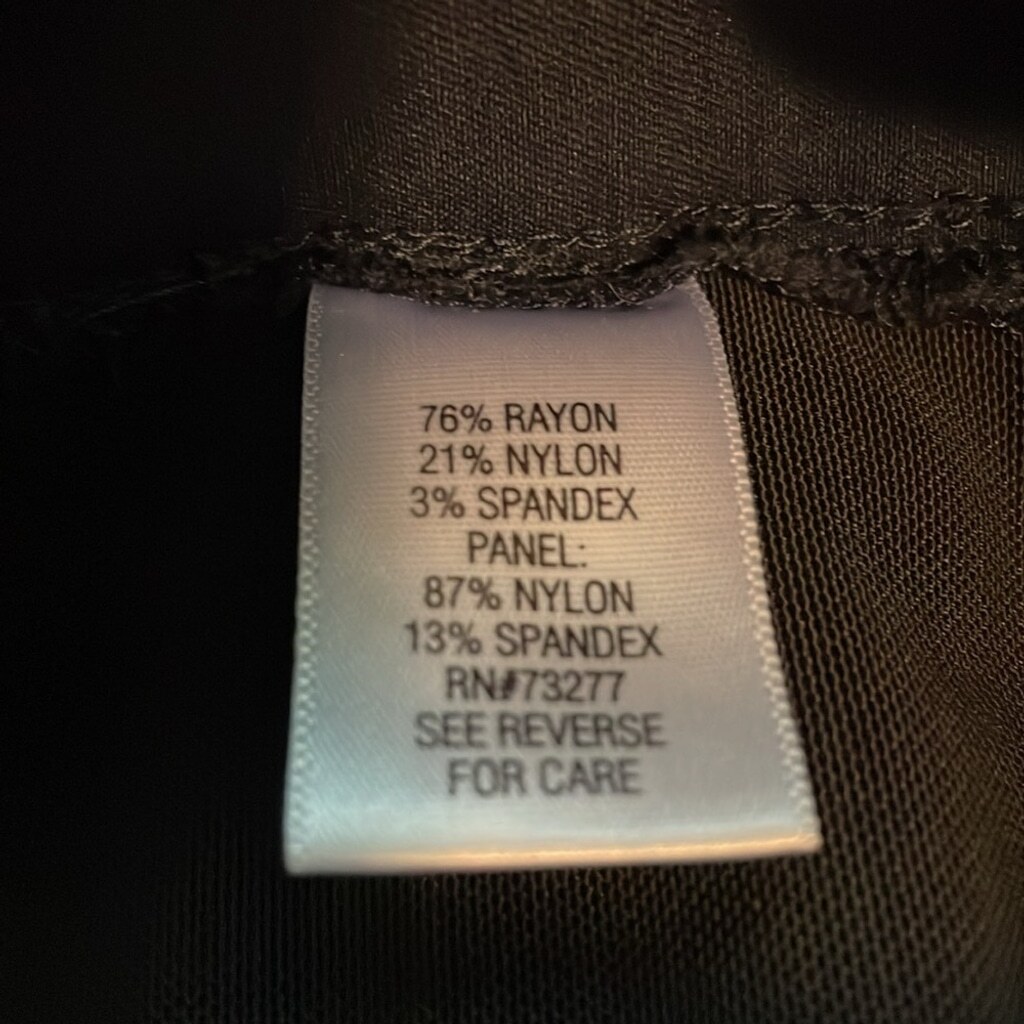 76% RAYON
21% NYLON
3% SPANDEX
PANEL:
87% NYLON
13% SPANDEX
RN#73277
SEE REVERSE
FOR CARE